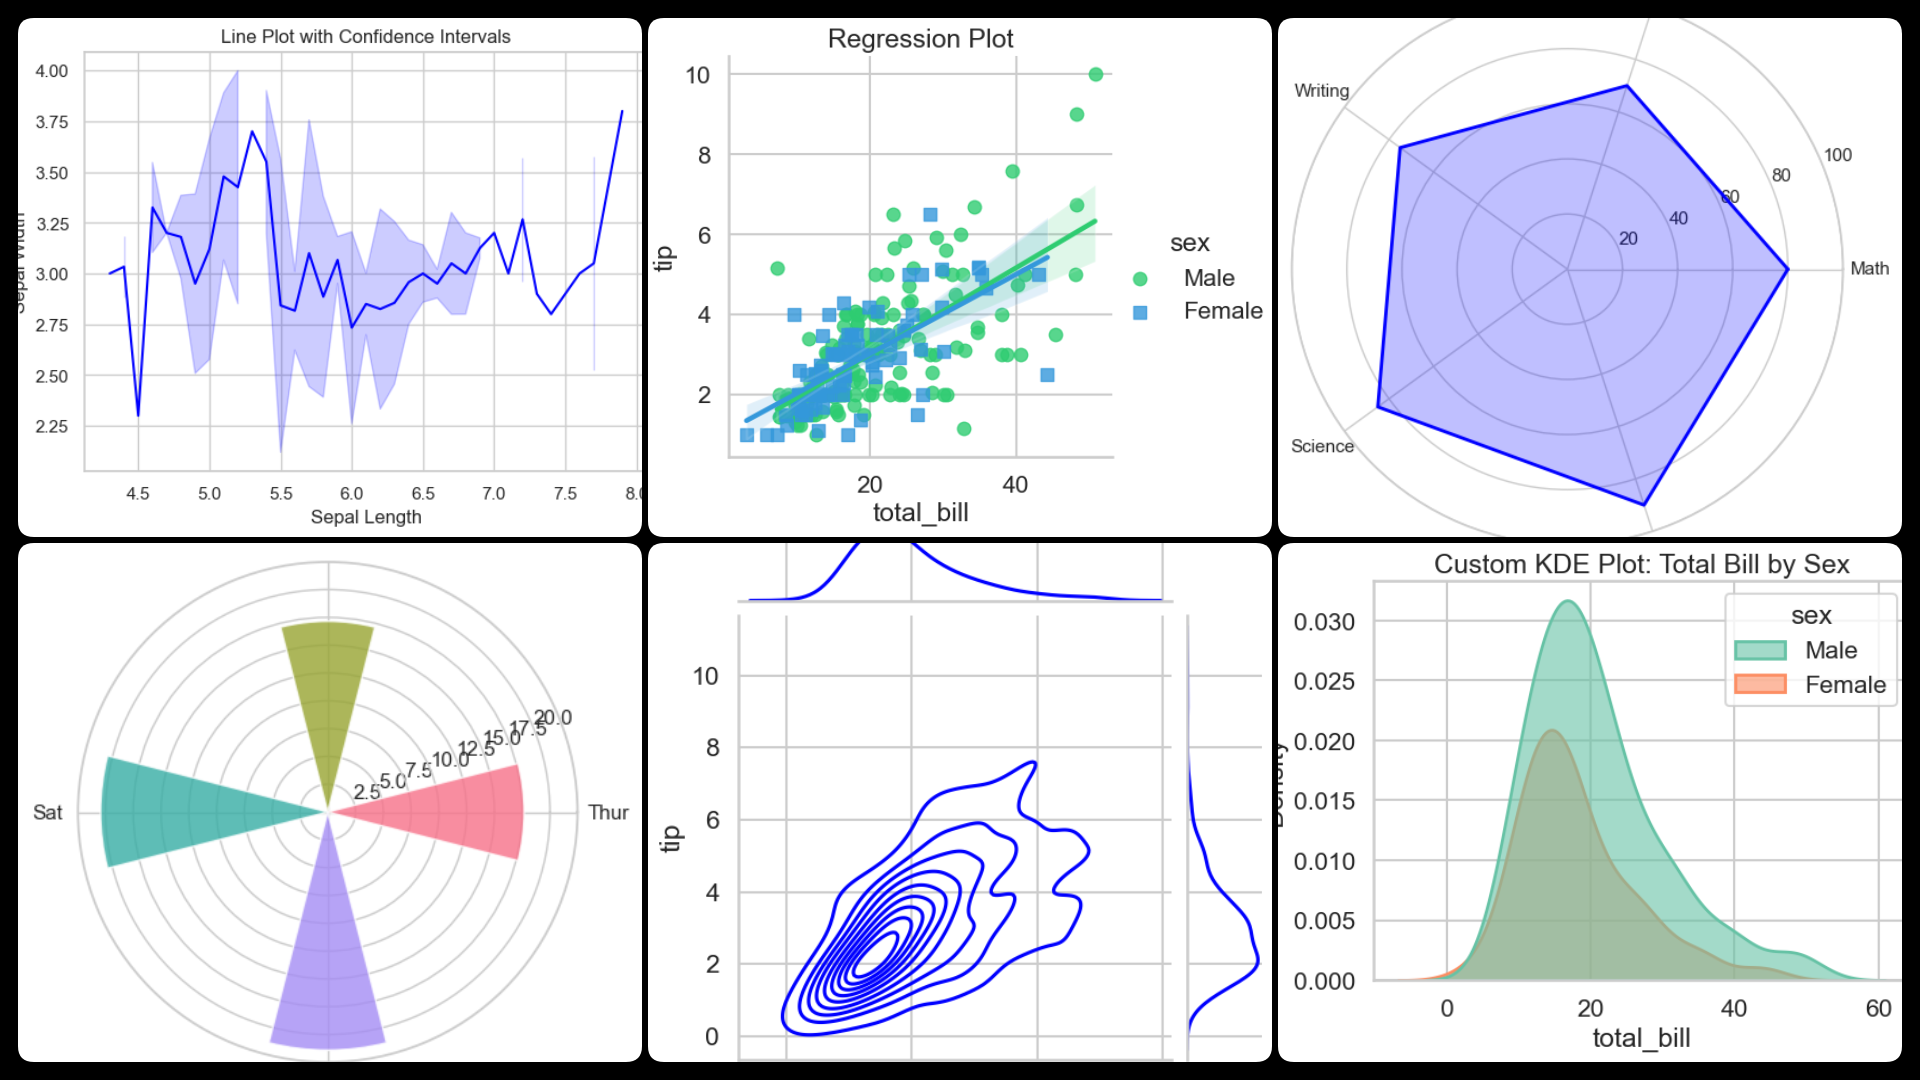 Line Plot with Confidence Intervals
4.00
3.75
3.50
3.25
3.00
2.75
2.50
2.25
4.5 5.0 5.5 6.0 6.5 7.0 7.5 8.0
Sepal Length
Regression Plot
10
8
6
4
2
tip
20 40
total_bill
sex
Male
Female
Writing
Math
Science
20
40
60
80
100
Sat
Thur
2.5
5.0
7.5
10.0
12.5
15.0
17.5
20.0
10
8
6
4
2
0
tip
Custom KDE Plot: Total Bill by Sex
0.030
0.025
0.020
0.015
0.010
0.005
0.000
0 20 40 60
total_bill
sex
Male
Female